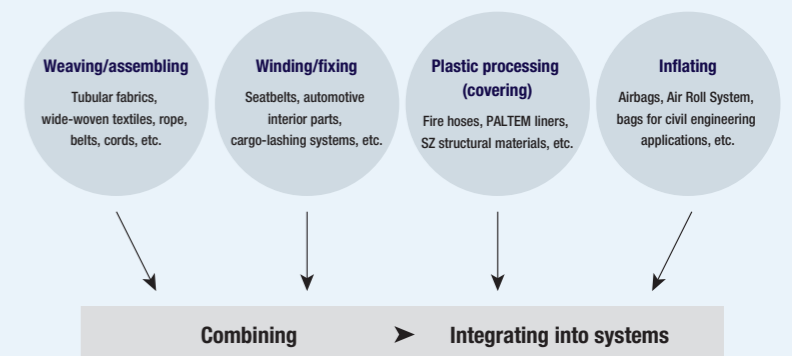 Weaving/assembling
Tubular fabrics,
wide-woven textiles, rope,
belts, cords, etc.
Winding/fixing
Seatbelts, automotive
interior parts,
cargo-lashing systems, etc.
Plastic processing
(covering)
Fire hoses, PALTEM liners,
SZ structural materials, etc.
Inflating
Airbags, Air Roll System,
bags for civil engineering
applications, etc.
Combining ➤ Integrating into systems